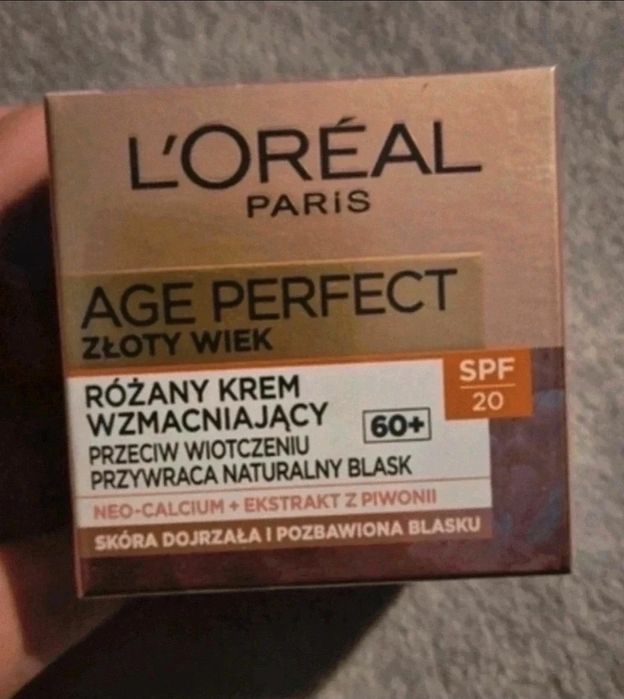 L'ORÉAL
PARiS
AGE PERFECT
ZŁOTY WIEK
SPF
20
RÓŻANY KREM
WZMACNIAJĄCY
60+
PRZECIW WIOTCZENIU
PRZYWRACA NATURALNY BLASK
NEO-CALCIUM + EKSTRAKT Z PIWONII
SKÓRA DOJRZAŁA I POZBAWIONA BLASKU